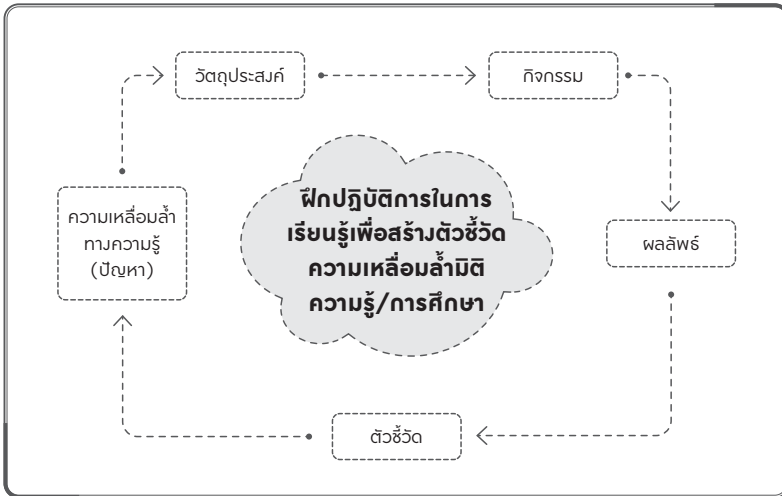 วัตถุประสงค์
กิจกรรม
ความเหลื่อมล้ำ
ทางความรู้
(ปัญหา)
ฝึกปฏิบัติการในการ
เรียนรู้เพื่อสร้างตัวชี้วัด
ความเหลื่อมล้ำมิติ
ความรู้/การศึกษา
ผลลัพธ์
ตัวชี้วัด